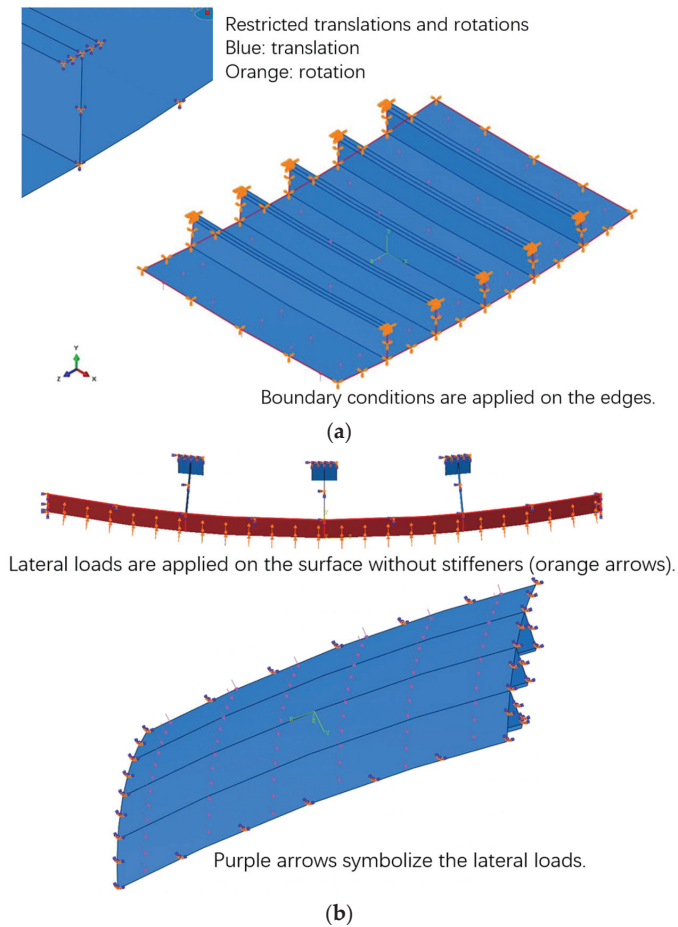 Restricted translations and rotations
Blue: translation
Orange: rotation
Y
Z
X
Boundary conditions are applied on the edges.
(a)
Lateral loads are applied on the surface without stiffeners (orange arrows).
Purple arrows symbolize the lateral loads.
(b)